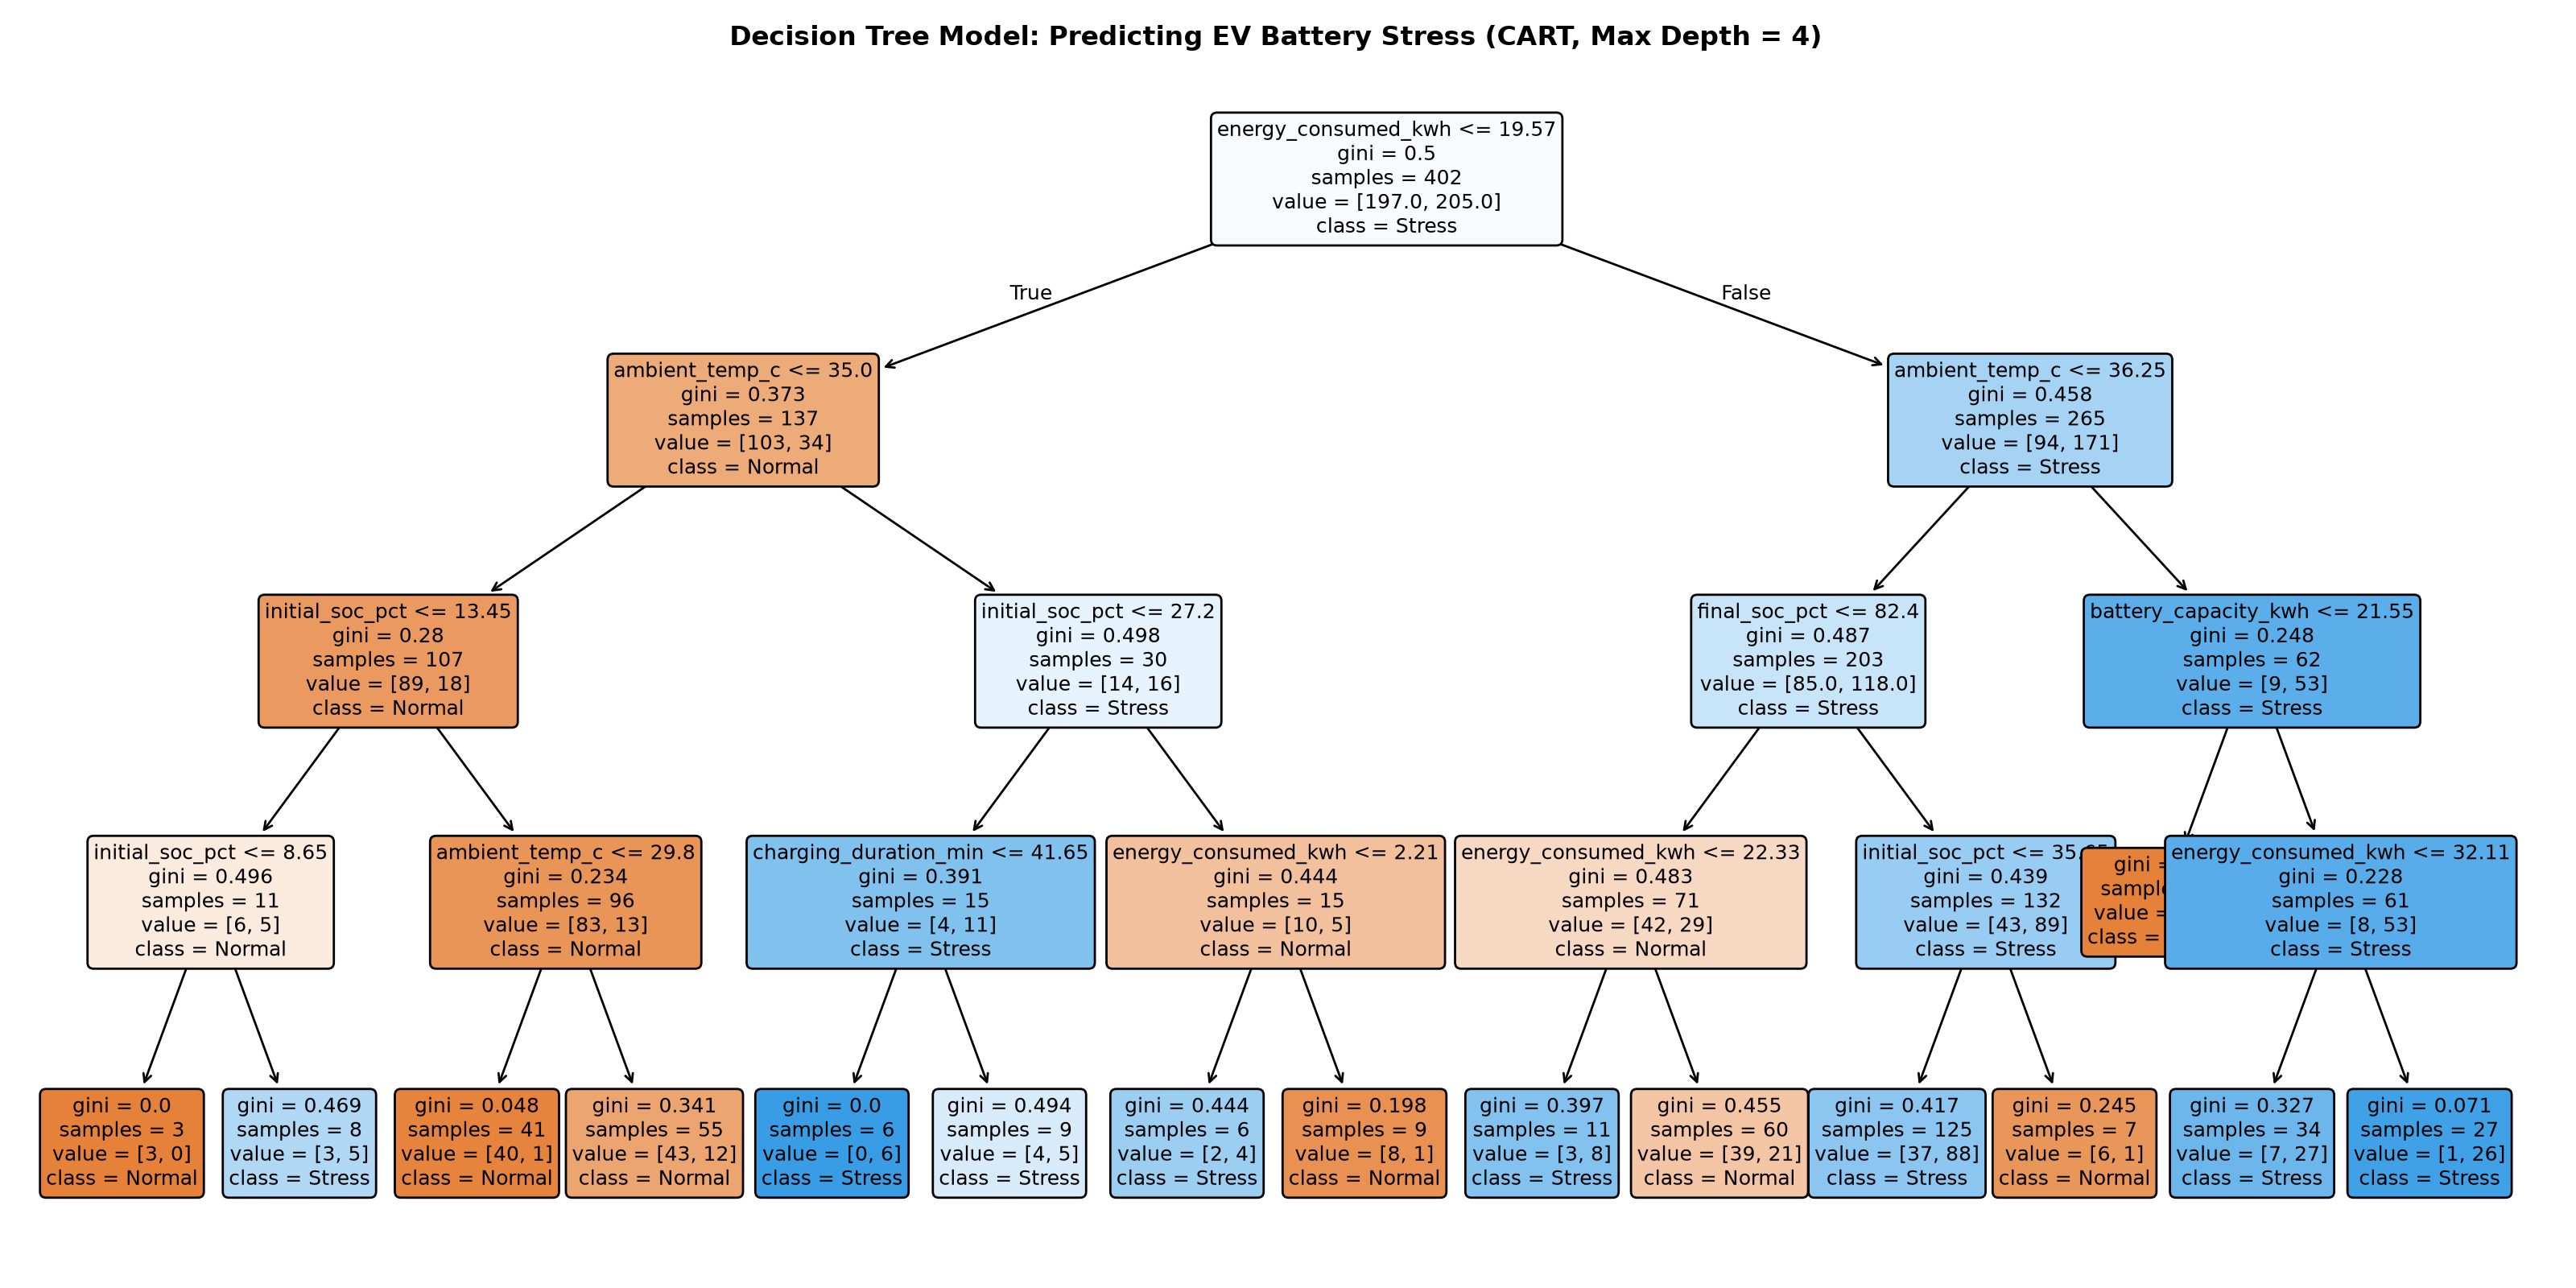 Decision Tree Model: Predicting EV Battery Stress (CART, Max Depth = 4)
energy_consumed_kwh <= 19.57
gini = 0.5
samples = 402
value = [197.0, 205.0]
class = Stress
True
False
ambient_temp_c <= 35.0
gini = 0.373
samples = 137
value = [103, 34]
class = Normal
ambient_temp_c <= 36.25
gini = 0.458
samples = 265
value = [94, 171]
class = Stress
initial_soc_pct <= 13.45
gini = 0.28
samples = 107
value = [89, 18]
class = Normal
initial_soc_pct <= 27.2
gini = 0.498
samples = 30
value = [14, 16]
class = Stress
final_soc_pct <= 82.4
gini = 0.487
samples = 203
value = [85.0, 118.0]
class = Stress
battery_capacity_kwh <= 21.55
gini = 0.248
samples = 62
value = [9, 53]
class = Stress
initial_soc_pct <= 8.65
gini = 0.496
samples = 11
value = [6, 5]
class = Normal
ambient_temp_c <= 29.8
gini = 0.234
samples = 96
value = [83, 13]
class = Normal
charging_duration_min <= 41.65
gini = 0.391
samples = 15
value = [4, 11]
class = Stress
energy_consumed_kwh <= 2.21
gini = 0.444
samples = 15
value = [10, 5]
class = Normal
energy_consumed_kwh <= 22.33
gini = 0.483
samples = 71
value = [42, 29]
class = Normal
initial_soc_pct <=
gini = 0.439
samples = 132
value = [43, 89]
class = Stress
gini =
value =
class =
energy_consumed_kwh <= 32.11
gini = 0.228
samples = 61
value = [8, 53]
class = Stress
gini = 0.0
samples = 3
value = [3, 0]
class = Normal
gini = 0.469
samples = 8
value = [3, 5]
class = Stress
gini = 0.048
samples = 41
value = [40, 1]
class = Normal
gini = 0.341
samples = 55
value = [43, 12]
class = Normal
gini = 0.0
samples = 6
value = [0, 6]
class = Stress
gini = 0.494
samples = 9
value = [4, 5]
class = Stress
gini = 0.444
samples = 6
value = [2, 4]
class = Stress
gini = 0.198
samples = 9
value = [8, 1]
class = Normal
gini = 0.397
samples = 11
value = [3, 8]
class = Stress
gini = 0.455
samples = 60
value = [39, 21]
class = Normal
gini = 0.417
samples = 125
value = [37, 88]
class = Stress
gini = 0.245
samples = 7
value = [6, 1]
class = Normal
gini = 0.327
samples = 34
value = [7, 27]
class = Stress
gini = 0.071
samples = 27
value = [1, 26]
class = Stress